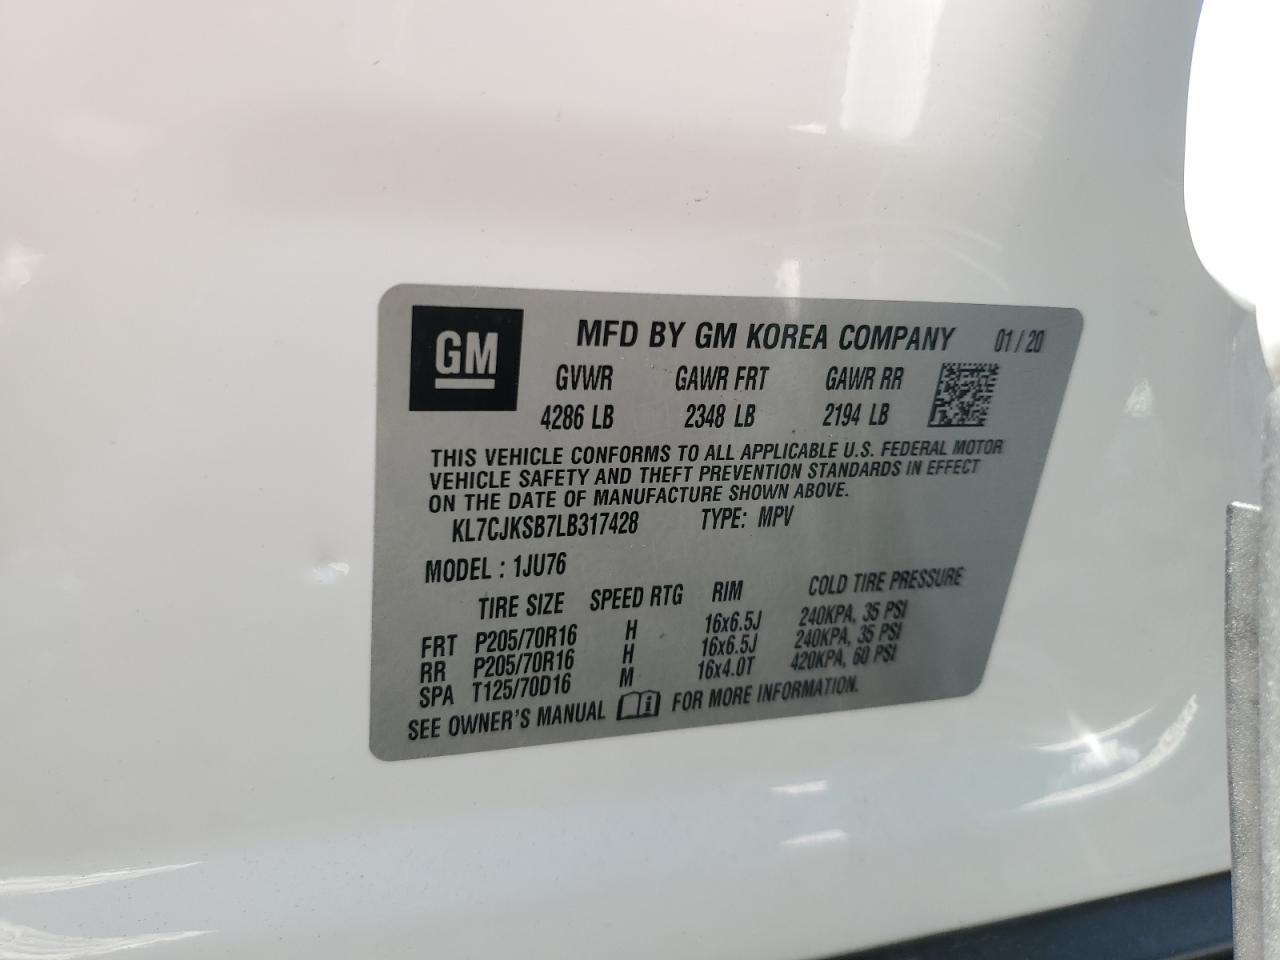 GM
MFD BY GM KOREA COMPANY 01/20
GVWR GAWR FRT GAWR RR
4286 LB 2348 LB 2194 LB
THIS VEHICLE CONFORMS TO ALL APPLICABLE U.S. FEDERAL MOTOR
VEHICLE SAFETY AND THEFT PREVENTION STANDARDS IN EFFECT
ON THE DATE OF MANUFACTURE SHOWN ABOVE.
KL7CJKSB7LB317428 TYPE: MPV
MODEL : 1JU76
TIRE SIZE SPEED RTG RIM COLD TIRE PRESSURE
FRT P205/70R16 H 16x6.5J 240KPA, 35 PSI
RR P205/70R16 H 16x6.5J 240KPA, 35 PSI
SPA T125/70D16 M 16x4.0T 420KPA, 60 PSI
SEE OWNER'S MANUAL FOR MORE INFORMATION.